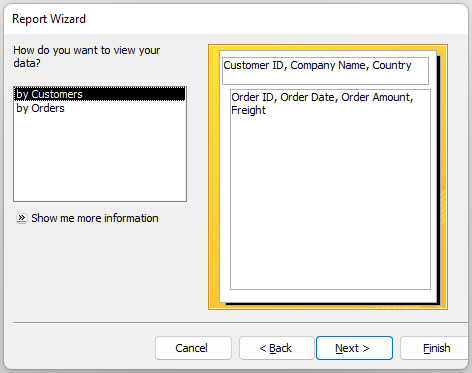 Report Wizard
How do you want to view your
data?
by Customers
by Orders
Show me more information
Customer ID, Company Name, Country
Order ID, Order Date, Order Amount,
Freight
Cancel
< Back
Next >
Finish